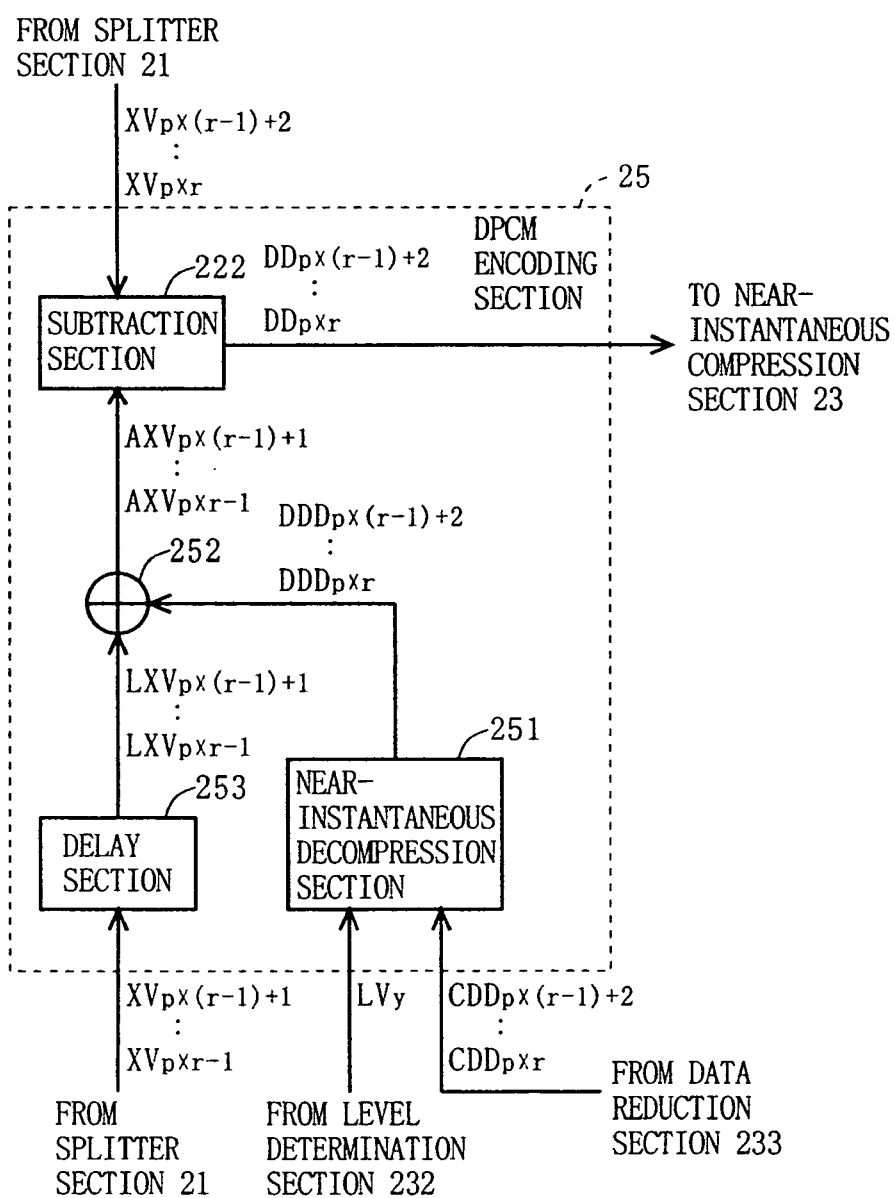 FROM SPLITTER
SECTION 21
XVp×(r-1)+2
:
XVp×r
25
DPCM
ENCODING
SECTION
222
DDp×(r-1)+2
:
DDp×r
SUBTRACTION
SECTION
TO NEAR-
INSTANTANEOUS
COMPRESSION
SECTION 23
AXVp×(r-1)+1
:
AXVp×r-1
DDDp×(r-1)+2
:
DDDp×r
252
LXVp×(r-1)+1
:
LXVp×r-1
251
253
NEAR-
INSTANTANEOUS
DECOMPRESSION
SECTION
DELAY
SECTION
XVp×(r-1)+1
:
XVp×r-1
LVy
CDDp×(r-1)+2
:
CDDp×r
FROM
SPLITTER
SECTION 21
FROM LEVEL
DETERMINATION
SECTION 232
FROM DATA
REDUCTION
SECTION 233